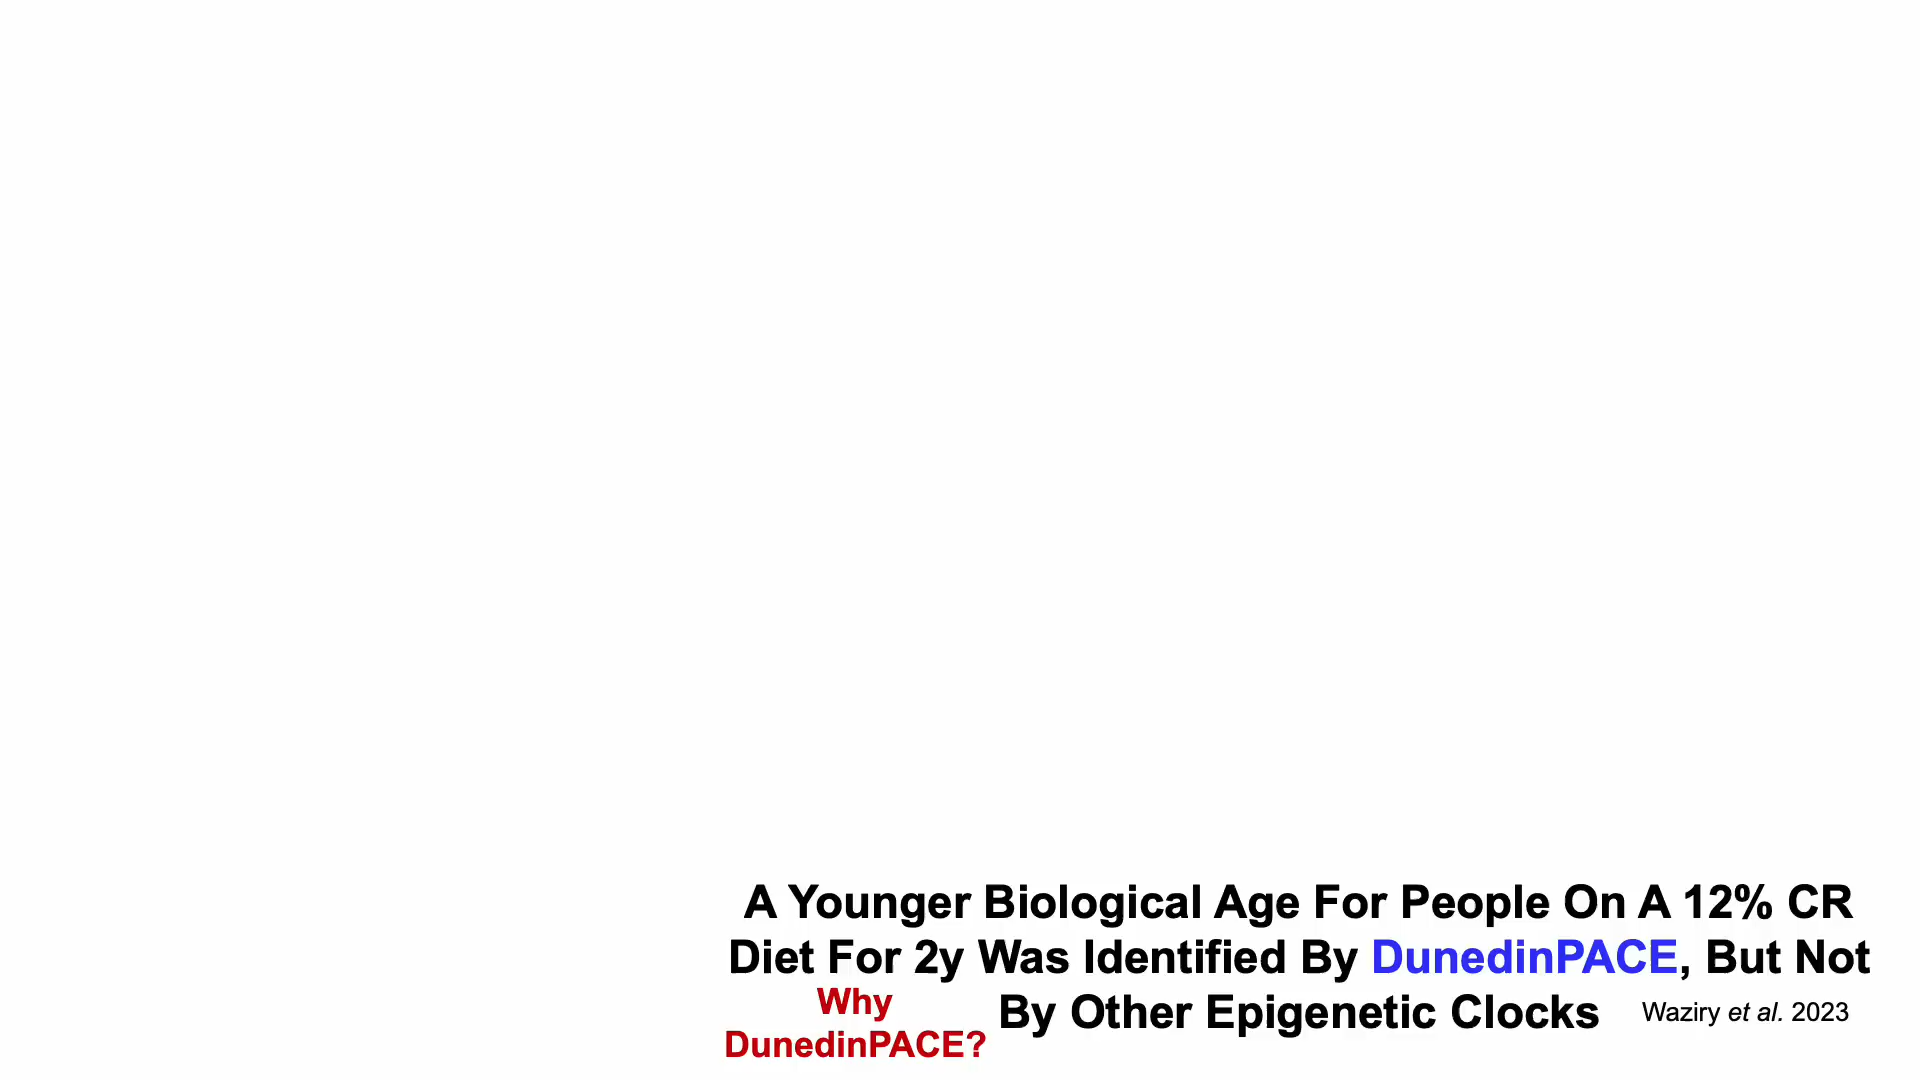 A Younger Biological Age For People On A 12% CR
Diet For 2y Was Identified By DunedinPACE, But Not
By Other Epigenetic Clocks
Waziry et al. 2023
Why
DunedinPACE?